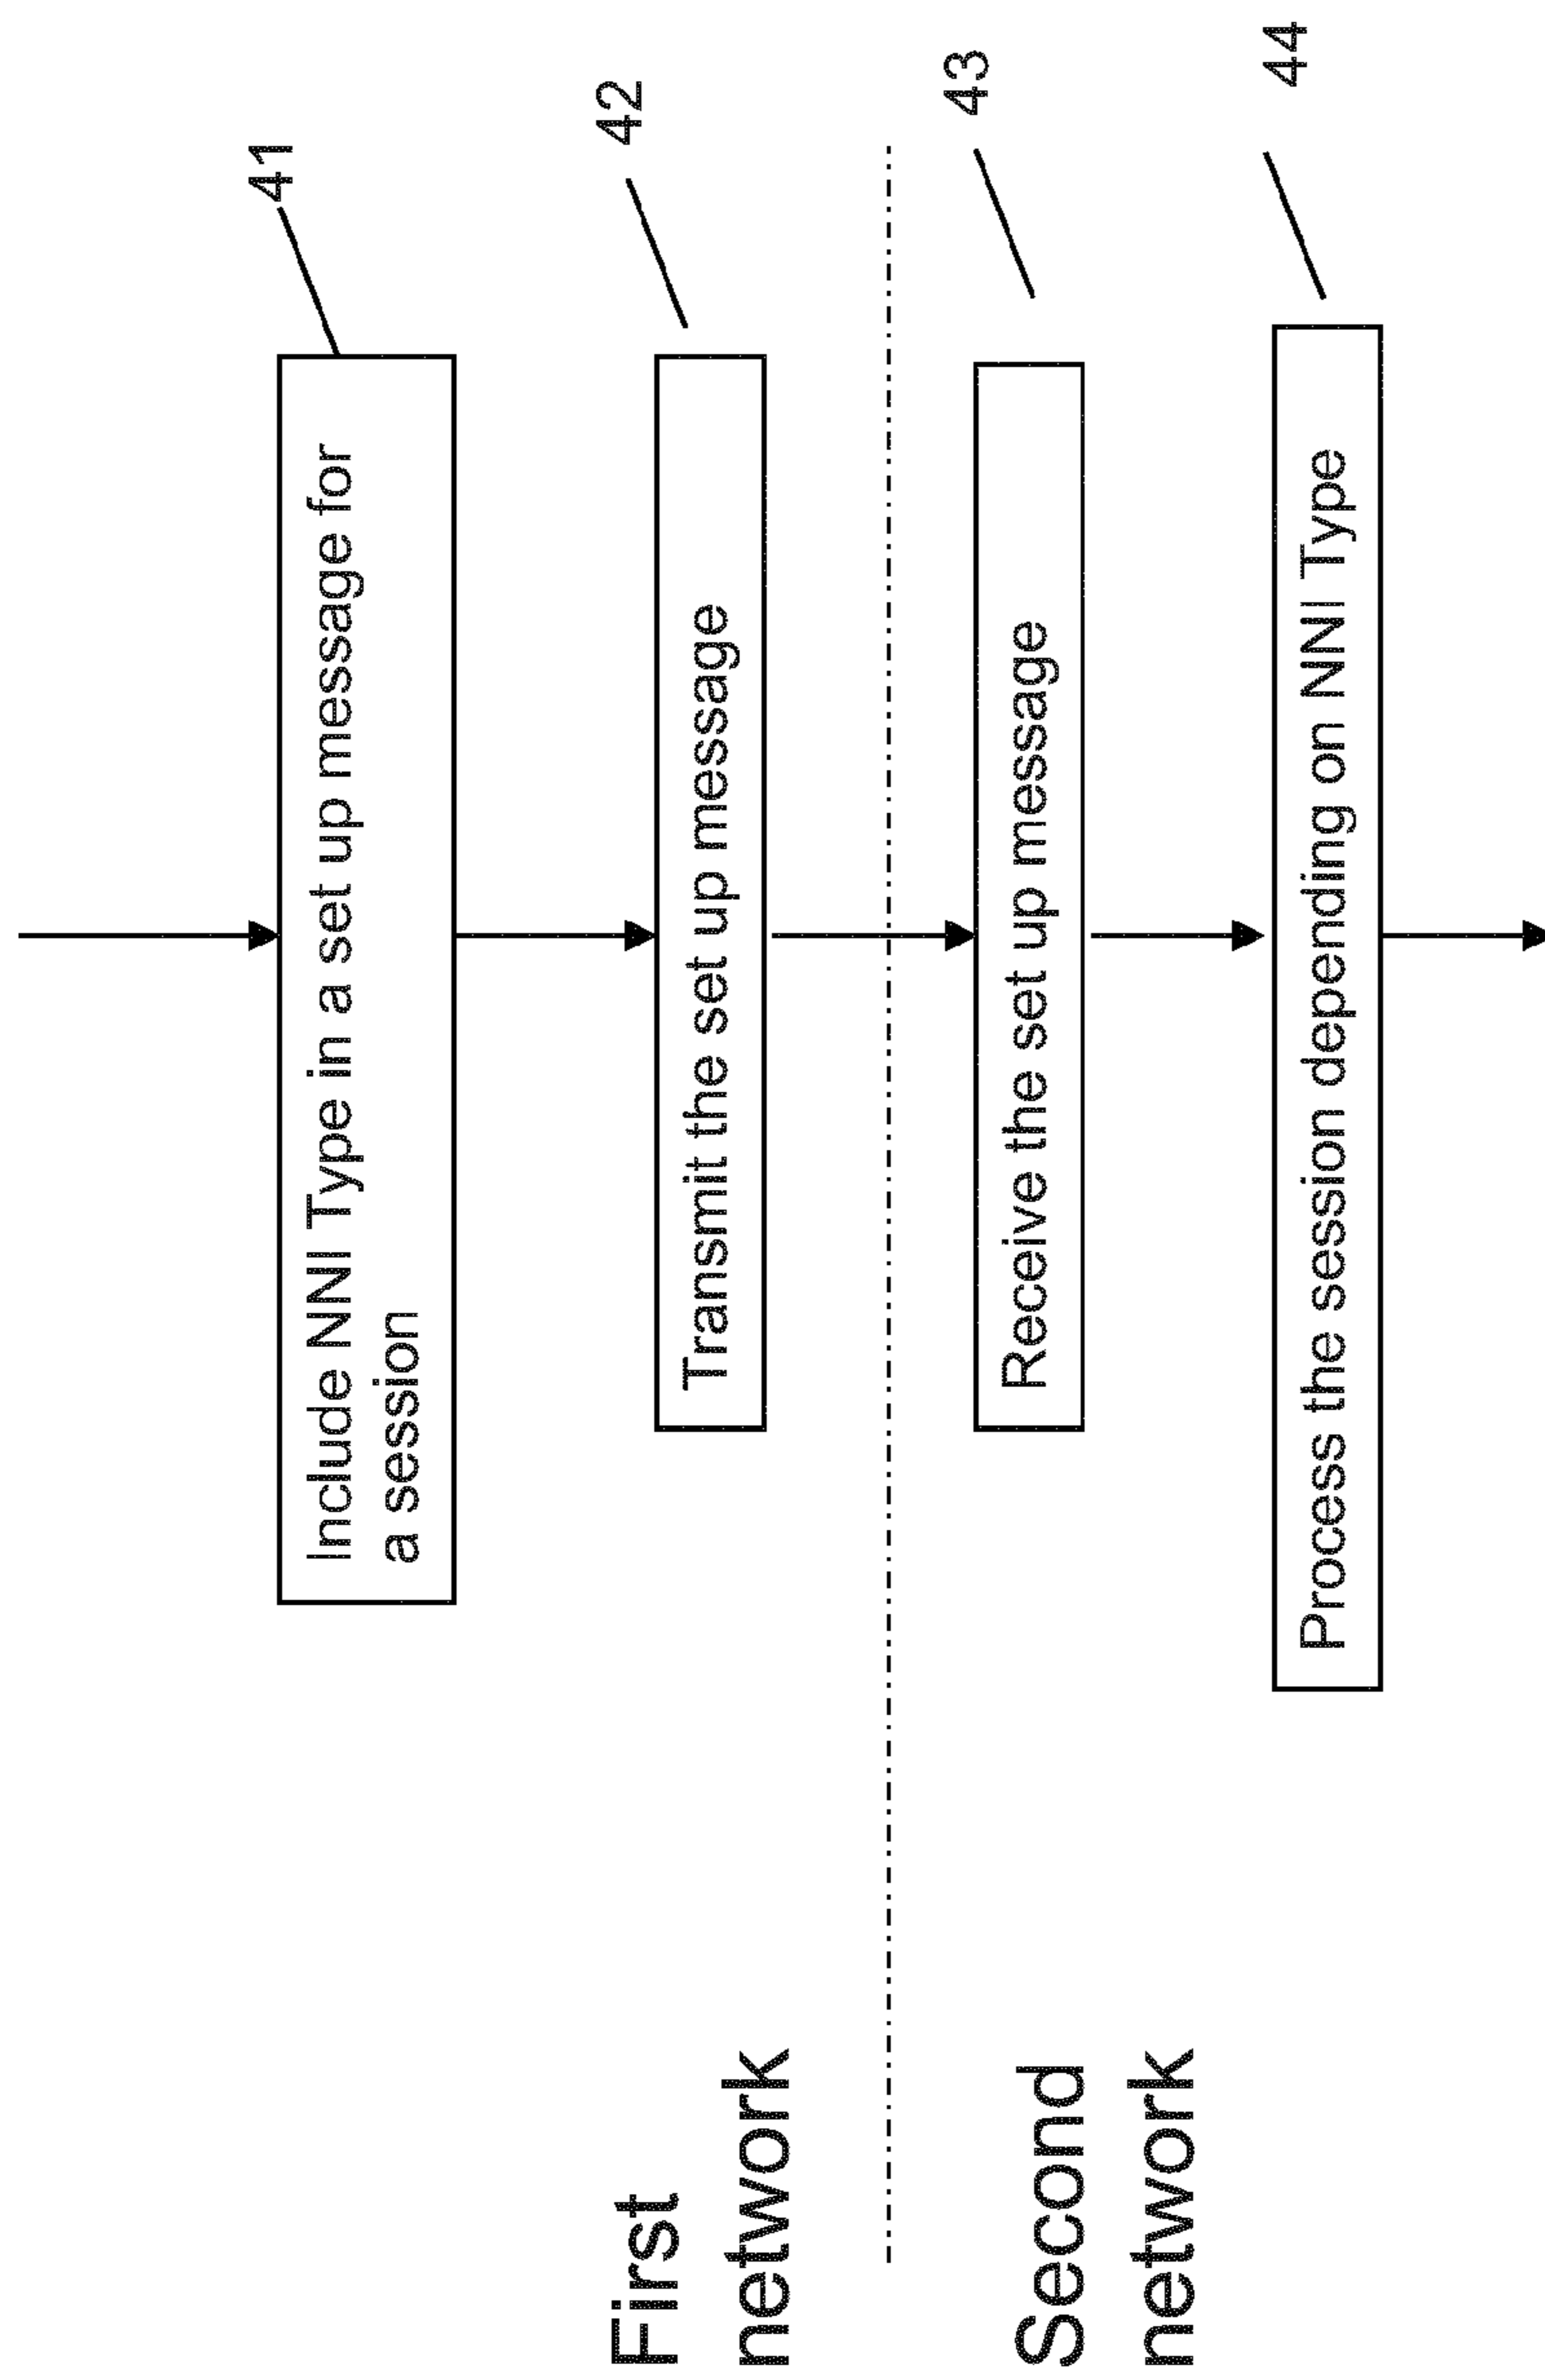 41
Include NNI Type in a set up message for
a session
42
Transmit the set up message
First
network
43
Receive the set up message
Second
network
44
Process the session depending on NNI Type